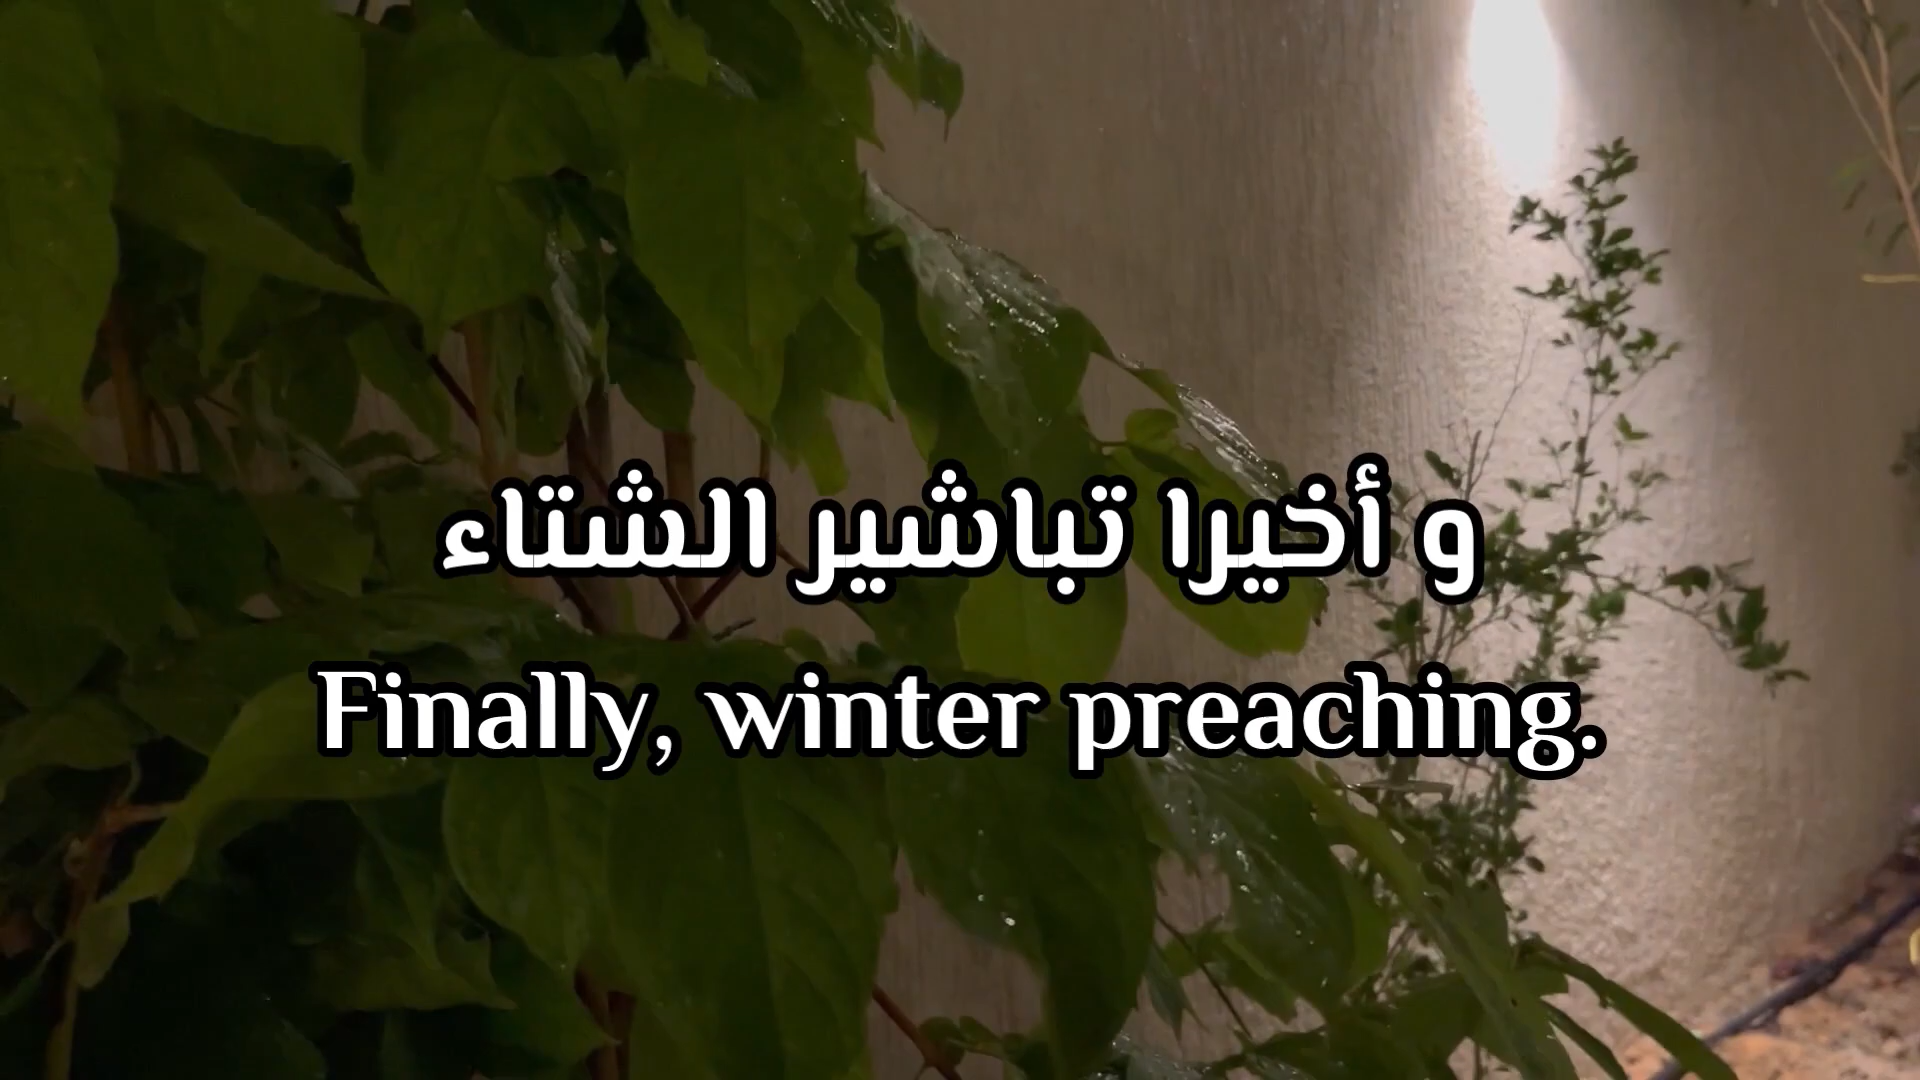 و أخيرا تباشير الشتاء
Finally, winter preaching.